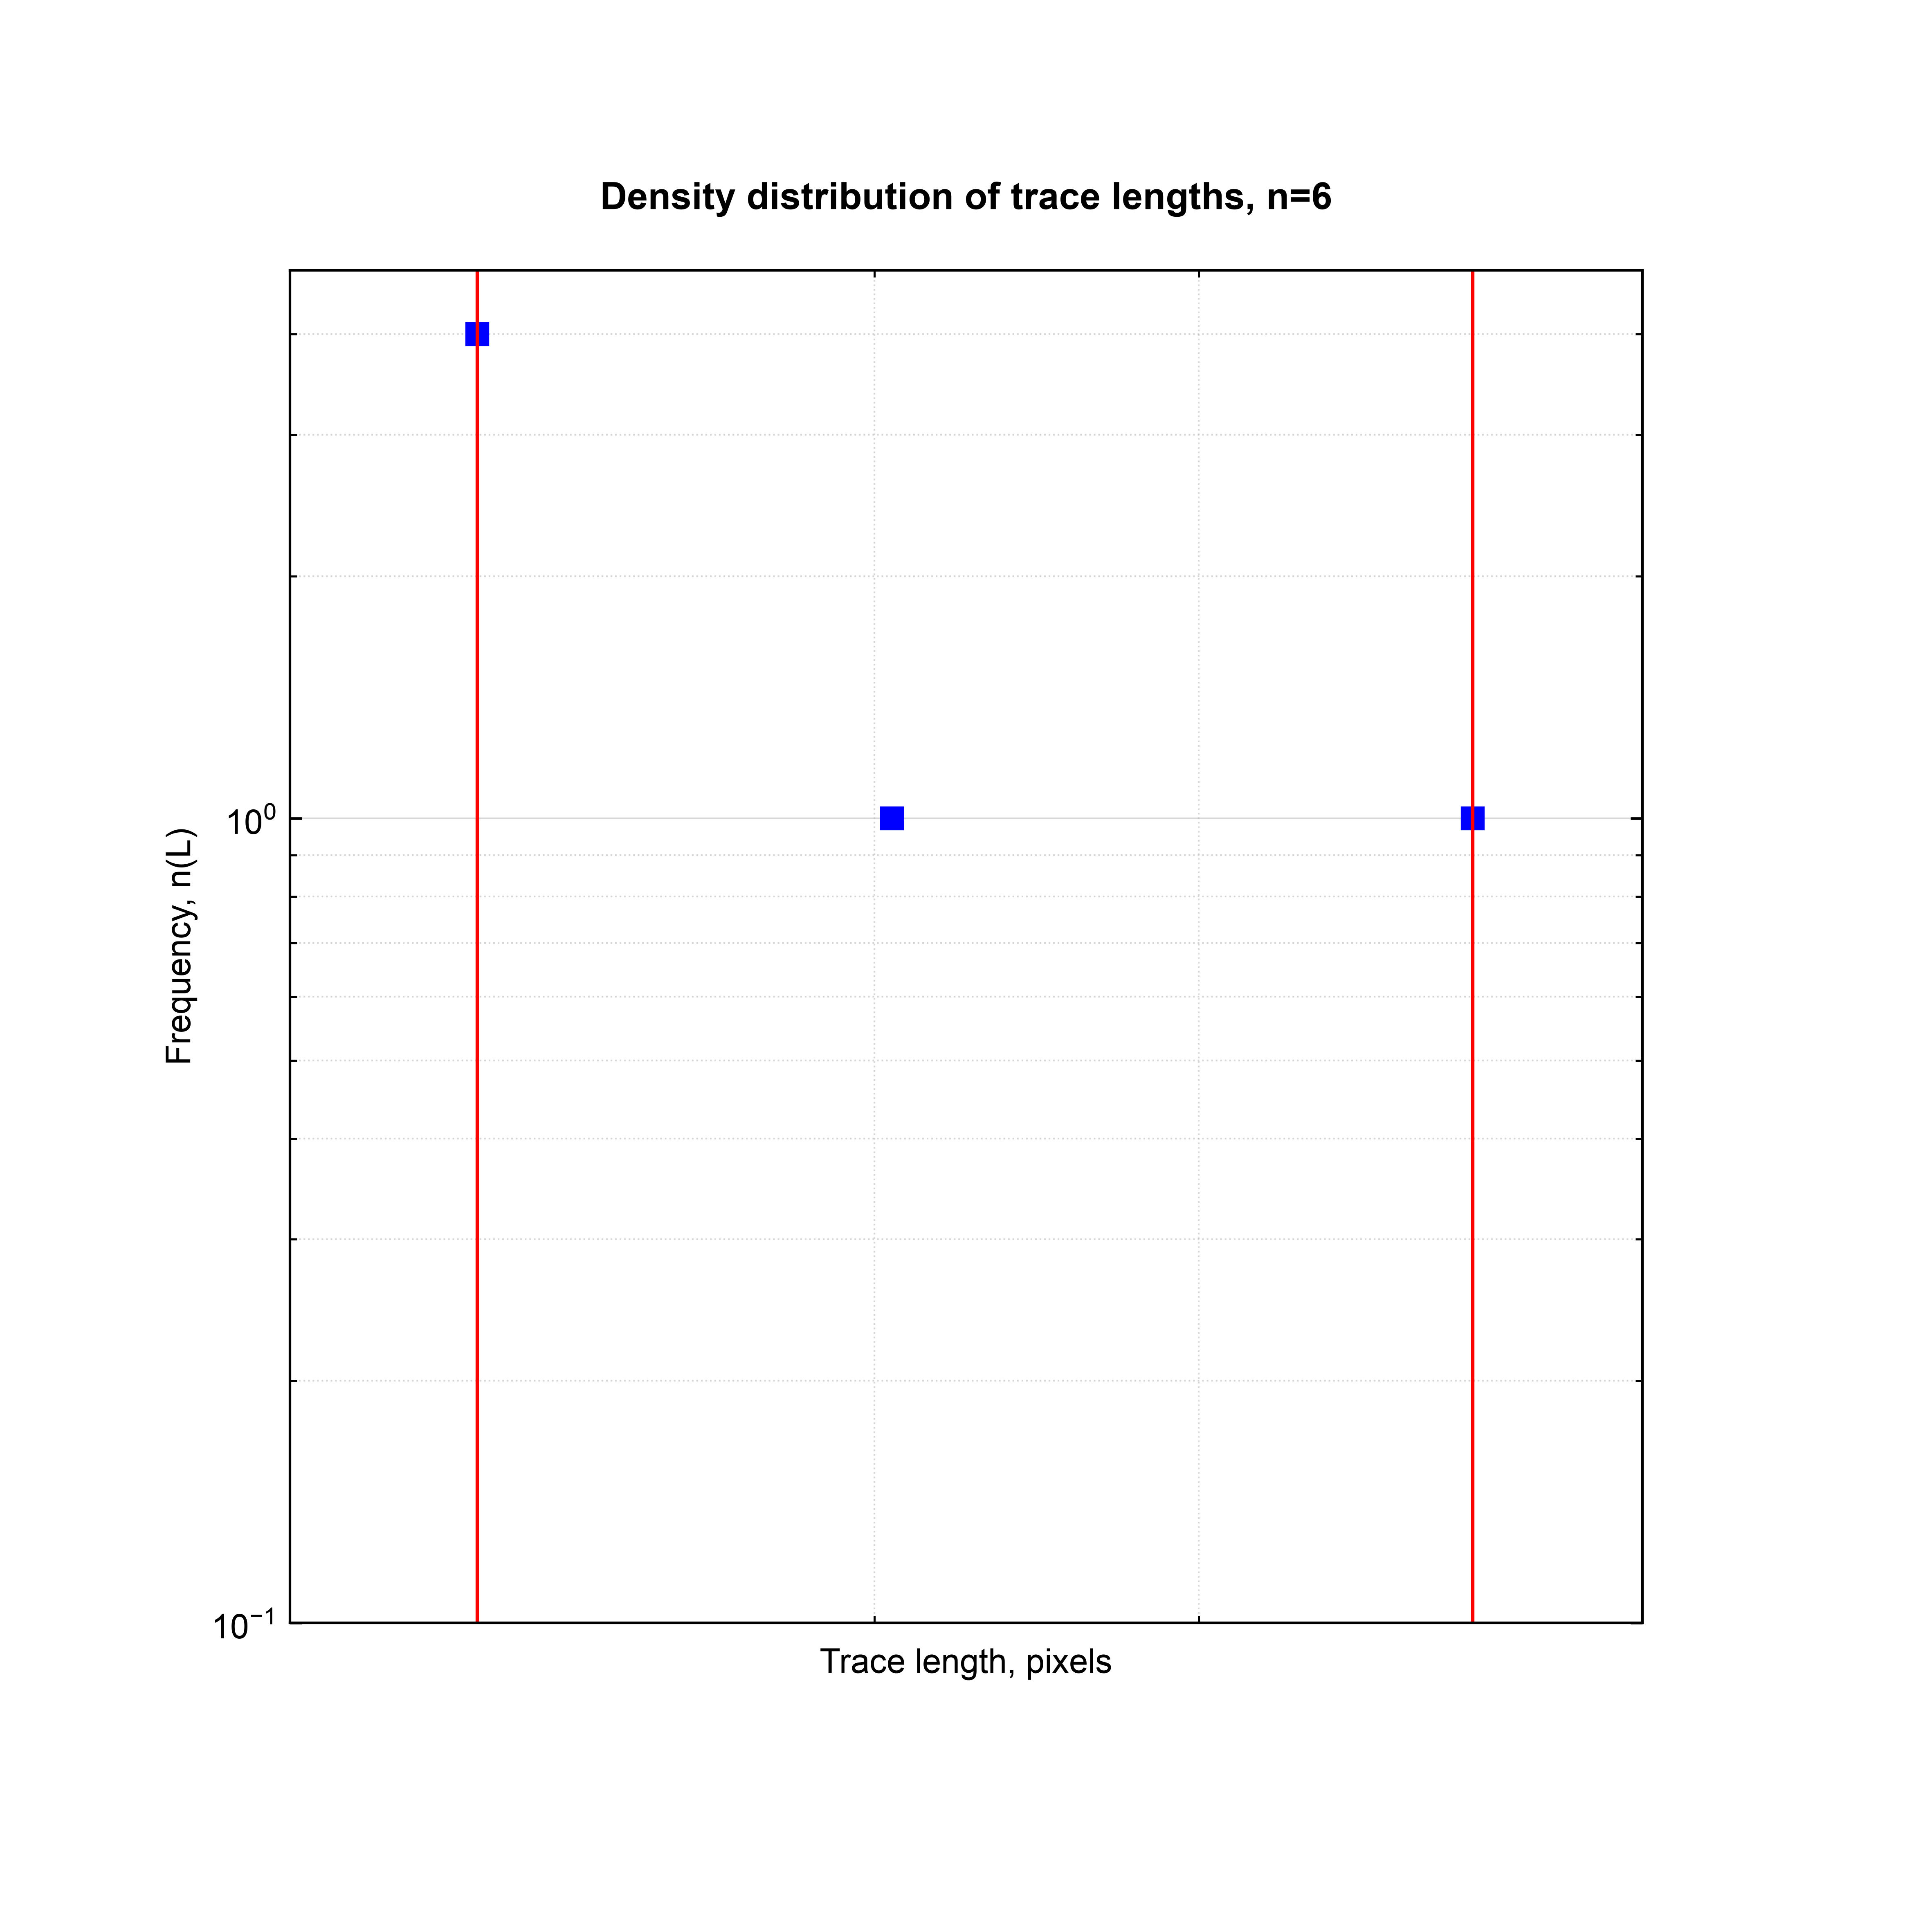 Density distribution of trace lengths, n=6
10⁰
Frequency, n(L)
10⁻¹
Trace length, pixels